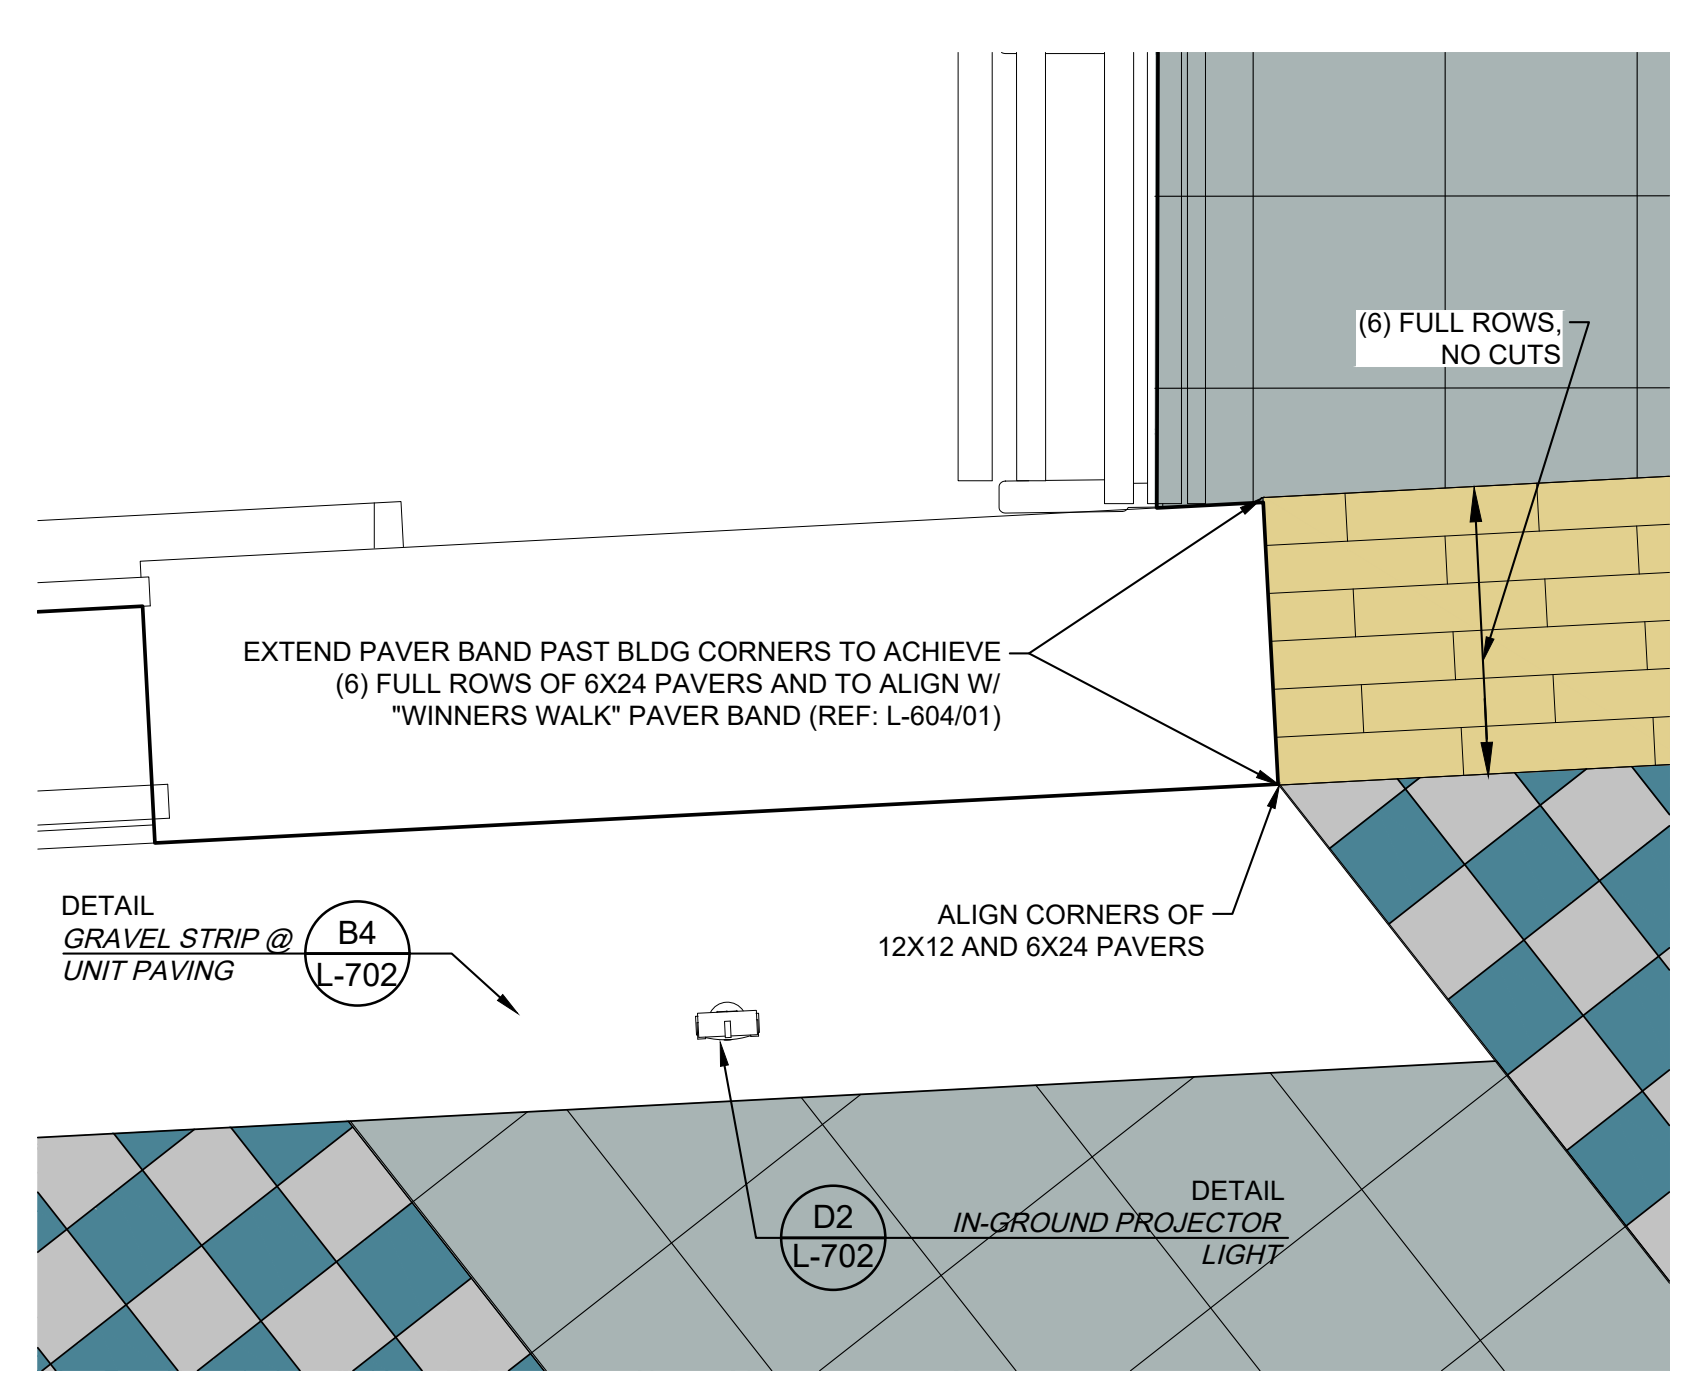 (6) FULL ROWS,
NO CUTS
EXTEND PAVER BAND PAST BLDG CORNERS TO ACHIEVE
(6) FULL ROWS OF 6X24 PAVERS AND TO ALIGN W/
"WINNERS WALK" PAVER BAND (REF: L-604/01)
DETAIL
GRAVEL STRIP @
UNIT PAVING
B4
L-702
ALIGN CORNERS OF
12X12 AND 6X24 PAVERS
D2
L-702
DETAIL
IN-GROUND PROJECTOR
LIGHT